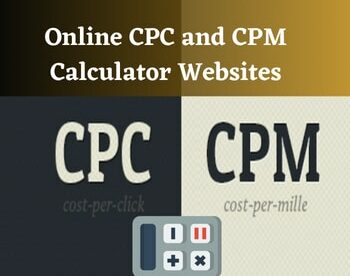 Online CPC and CPM
Calculator Websites
CPC CPM
cost-per-click cost-per-mille